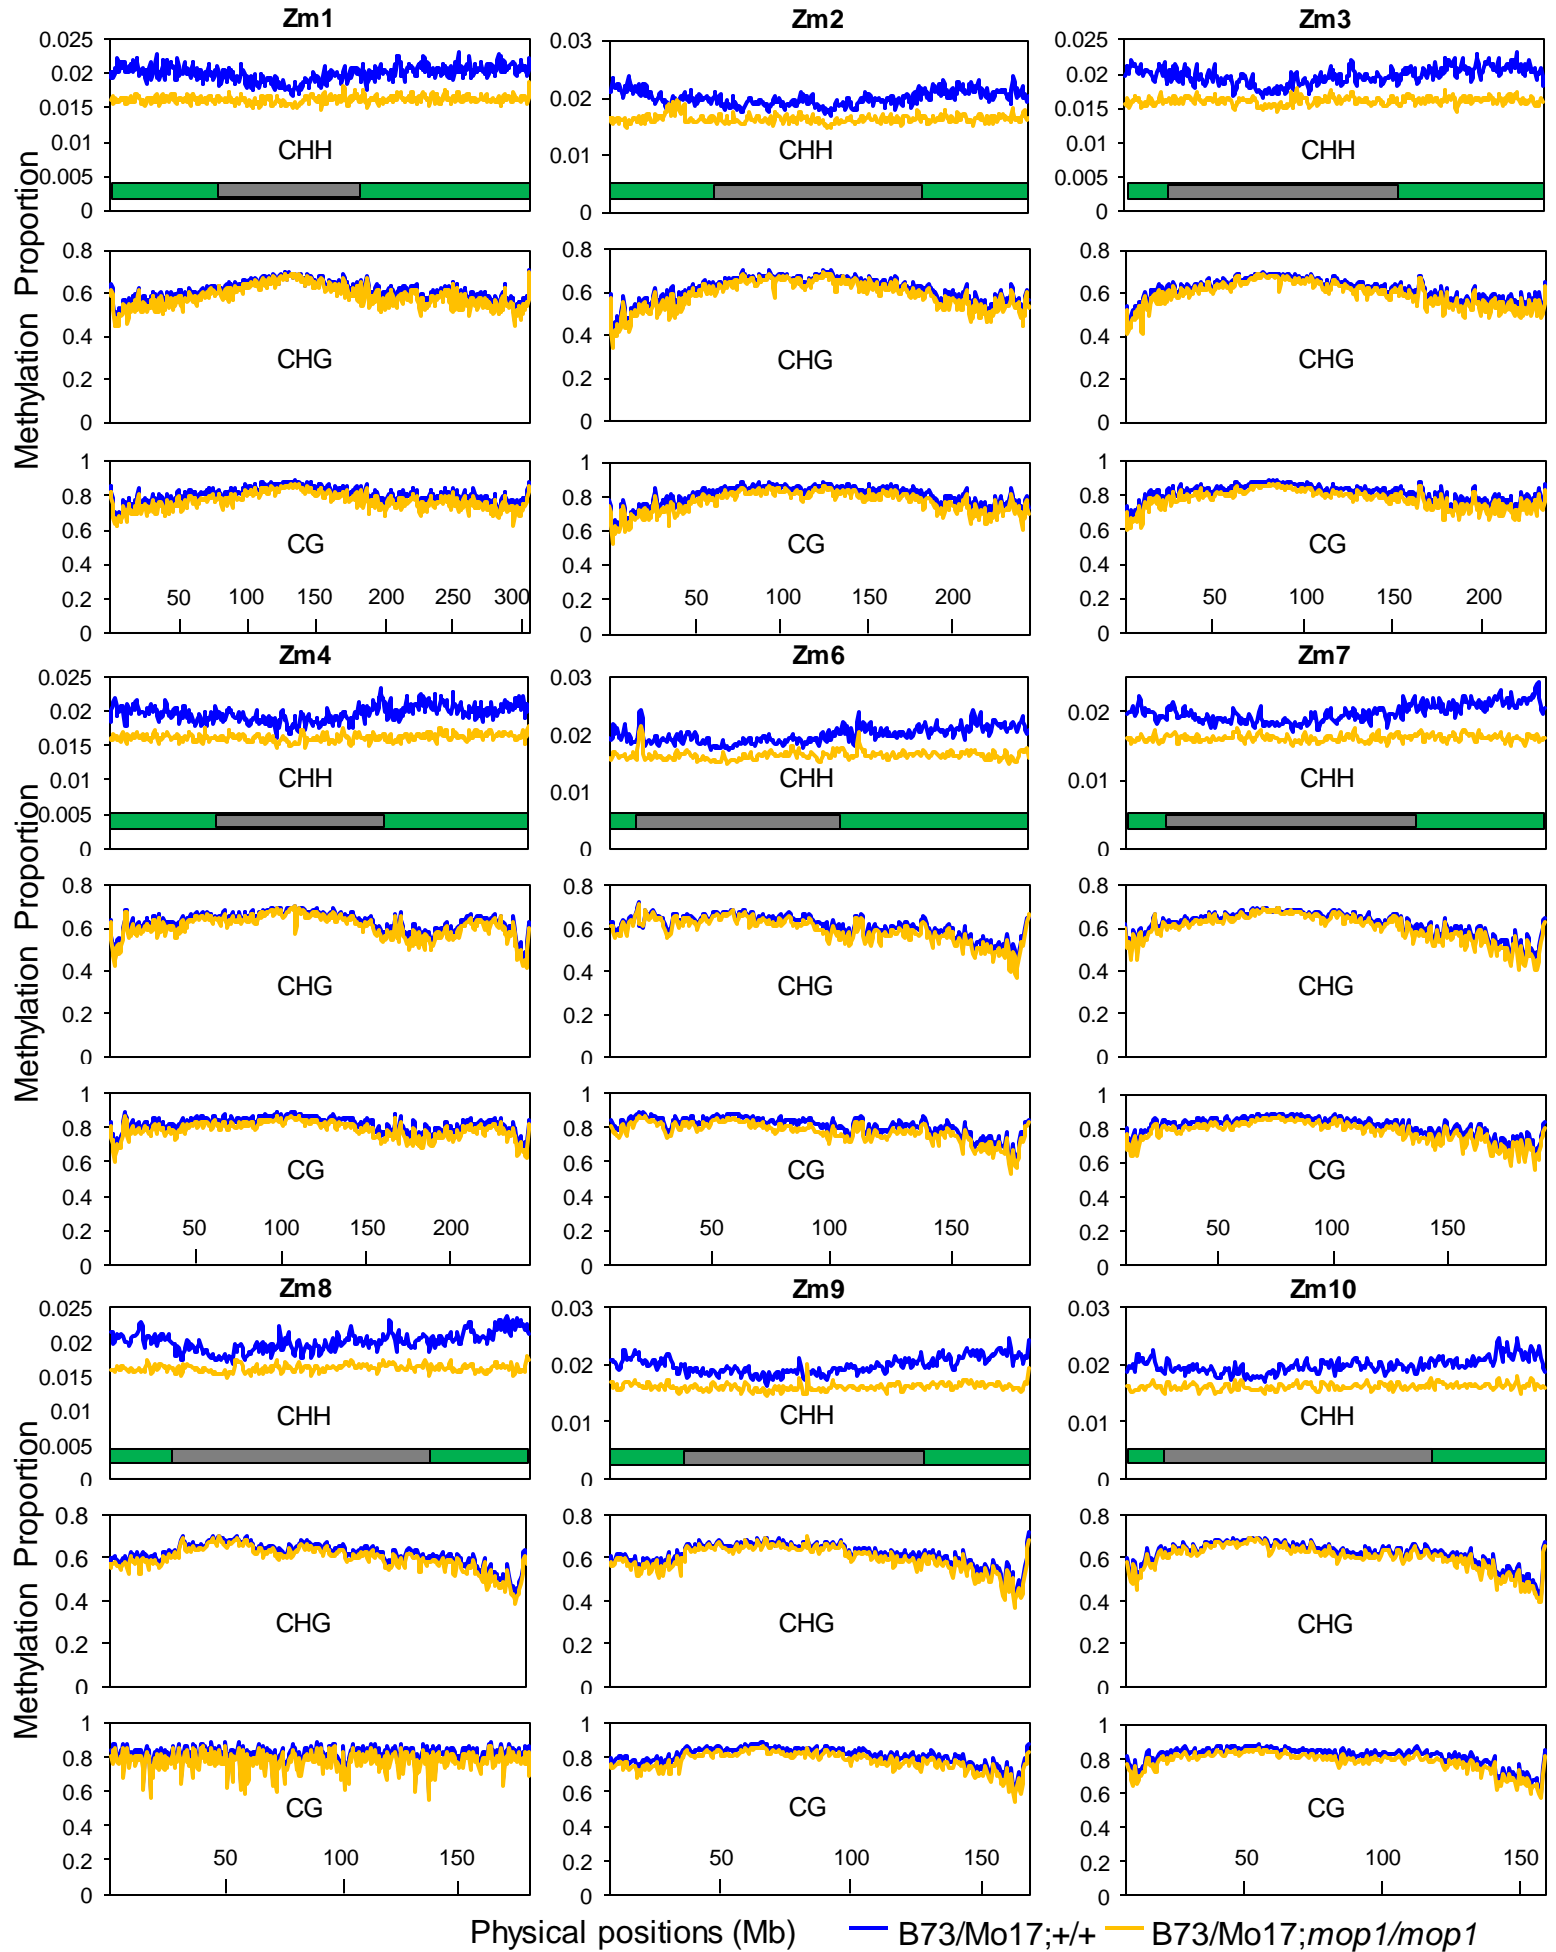 Zm1
Zm2
Zm3
0.025
0.02
0.015
0.01
0.005
0
CHH
0.03
0.02
0.01
0
CHH
0.025
0.02
0.015
0.01
0.005
0
CHH
Methylation Proportion
0.8
0.6
0.4
0.2
0
CHG
0.8
0.6
0.4
0.2
0
CHG
0.8
0.6
0.4
0.2
0
CHG
1
0.8
0.6
0.4
0.2
0
CG
50 100 150 200 250 300
1
0.8
0.6
0.4
0.2
0
CG
50 100 150 200
1
0.8
0.6
0.4
0.2
0
CG
50 100 150 200
Zm4
Zm6
Zm7
0.025
0.02
0.015
0.01
0.005
0
CHH
0.03
0.02
0.01
0
CHH
0.02
0.01
0
CHH
Methylation Proportion
0.8
0.6
0.4
0.2
0
CHG
0.8
0.6
0.4
0.2
0
CHG
0.8
0.6
0.4
0.2
0
CHG
1
0.8
0.6
0.4
0.2
0
CG
50 100 150 200
1
0.8
0.6
0.4
0.2
0
CG
50 100 150
1
0.8
0.6
0.4
0.2
0
CG
50 100 150
Zm8
Zm9
Zm10
0.025
0.02
0.015
0.01
0.005
0
CHH
0.03
0.02
0.01
0
CHH
0.03
0.02
0.01
0
CHH
Methylation Proportion
0.8
0.6
0.4
0.2
0
CHG
0.8
0.6
0.4
0.2
0
CHG
0.8
0.6
0.4
0.2
0
CHG
1
0.8
0.6
0.4
0.2
0
CG
50 100 150
1
0.8
0.6
0.4
0.2
0
CG
50 100 150
1
0.8
0.6
0.4
0.2
0
CG
50 100 150
Physical positions (Mb) B73/Mo17;+/+ B73/Mo17;mop1/mop1